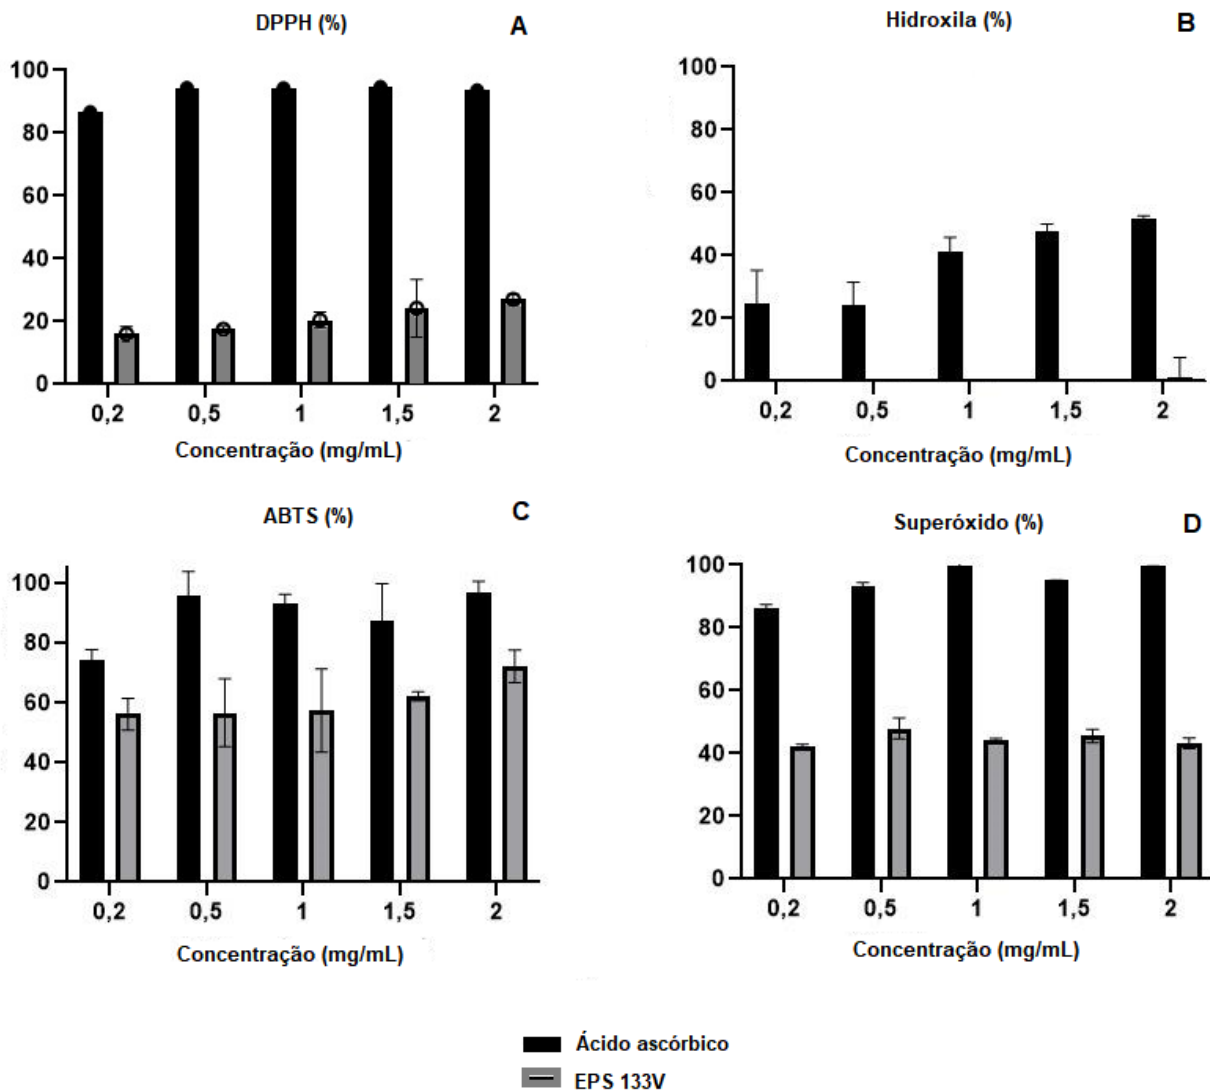 DPPH (%)
A
100
80
60
40
20
0
0,2 0,5 1 1,5 2
Concentração (mg/mL)
Hidroxila (%)
B
100
80
60
40
20
0
0,2 0,5 1 1,5 2
Concentração (mg/mL)
ABTS (%)
C
100
80
60
40
20
0
0,2 0,5 1 1,5 2
Concentração (mg/mL)
Superóxido (%)
D
100
80
60
40
20
0
0,2 0,5 1 1,5 2
Concentração (mg/mL)
Ácido ascórbico
EPS 133V